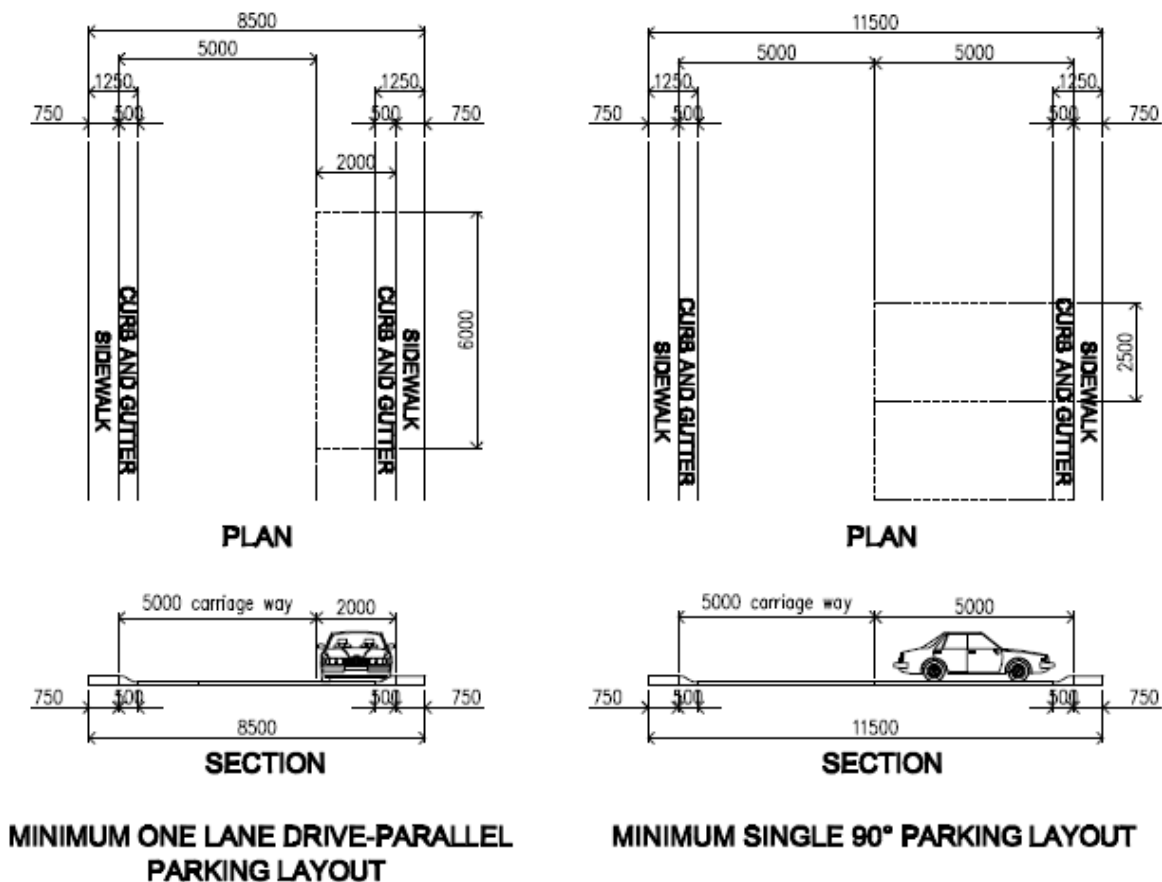 8500
5000
1250
750
500
500
750
2000
6000
SIDEWALK
CURB AND GUTTER
CURB AND GUTTER
SIDEWALK
PLAN
5000 carriage way
2000
750
500
500
750
8500
SECTION
MINIMUM ONE LANE DRIVE-PARALLEL
PARKING LAYOUT
11500
5000
5000
1250
1250
750
500
500
750
2500
SIDEWALK
CURB AND GUTTER
CURB AND GUTTER
SIDEWALK
PLAN
5000 carriage way
5000
750
500
500
750
11500
SECTION
MINIMUM SINGLE 90° PARKING LAYOUT
1250